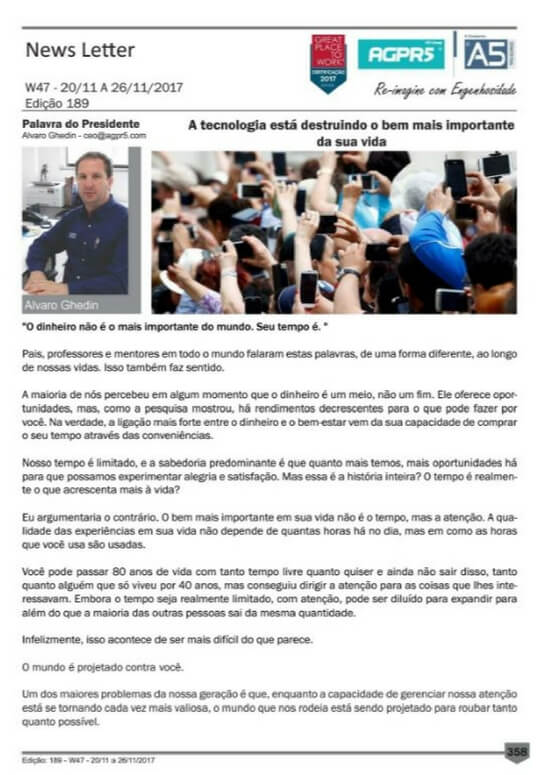 News Letter
GREAT
PLACE
TO
WORK
CERTIFICAÇÃO
2017
AGPR5
A5
W47 - 20/11 A 26/11/2017
Re-imagine com Engenhosidade
Edição 189
Palavra do Presidente
Alvaro Ghedin - ceo@agpr5.com
A tecnologia está destruindo o bem mais importante
da sua vida
Alvaro Ghedin
"O dinheiro não é o mais importante do mundo. Seu tempo é. "
Pais, professores e mentores em todo o mundo falaram estas palavras, de uma forma diferente, ao longo
de nossas vidas. Isso também faz sentido.
A maioria de nós percebeu em algum momento que o dinheiro é um meio, não um fim. Ele oferece opor-
tunidades, mas, como a pesquisa mostrou, há rendimentos decrescentes para o que pode fazer por
você. Na verdade, a ligação mais forte entre o dinheiro e o bem-estar vem da sua capacidade de comprar
o seu tempo através das conveniências.
Nosso tempo é limitado, e a sabedoria predominante é que quanto mais temos, mais oportunidades há
para que possamos experimentar alegria e satisfação. Mas essa é a história inteira? O tempo é realmen-
te o que acrescenta mais à vida?
Eu argumentaria o contrário. O bem mais importante em sua vida não é o tempo, mas a atenção. A qua-
lidade das experiências em sua vida não depende de quantas horas há no dia, mas em como as horas
que você usa são usadas.
Você pode passar 80 anos de vida com tanto tempo livre quanto quiser e ainda não sair disso, tanto
quanto alguém que só viveu por 40 anos, mas conseguiu dirigir a atenção para as coisas que lhes inte-
ressavam. Embora o tempo seja realmente limitado, com atenção, pode ser diluído para expandir para
além do que a maioria das outras pessoas sai da mesma quantidade.
Infelizmente, isso acontece de ser mais difícil do que parece.
O mundo é projetado contra você.
Um dos maiores problemas da nossa geração é que, enquanto a capacidade de gerenciar nossa atenção
está se tornando cada vez mais valiosa, o mundo que nos rodeia está sendo projetado para roubar tanto
quanto possível.
358
Edição: 189 - W47 - 20/11 a 26/11/2017